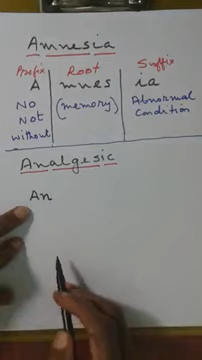 Amnesia
Prefix Root Suffix
A mnes ia
No (memory) Abnormal
Not Condition
without
Analgesic
An